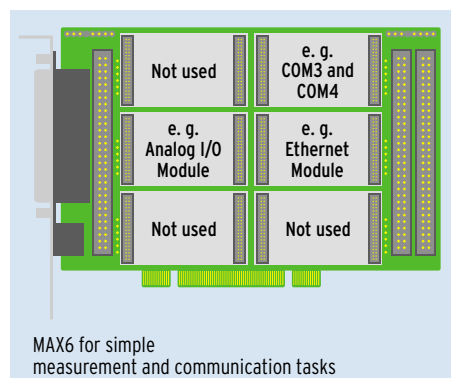 Not used
e. g.
COM3 and
COM4
e. g.
Analog I/O
Module
e. g.
Ethernet
Module
Not used
Not used
MAX6 for simple
measurement and communication tasks